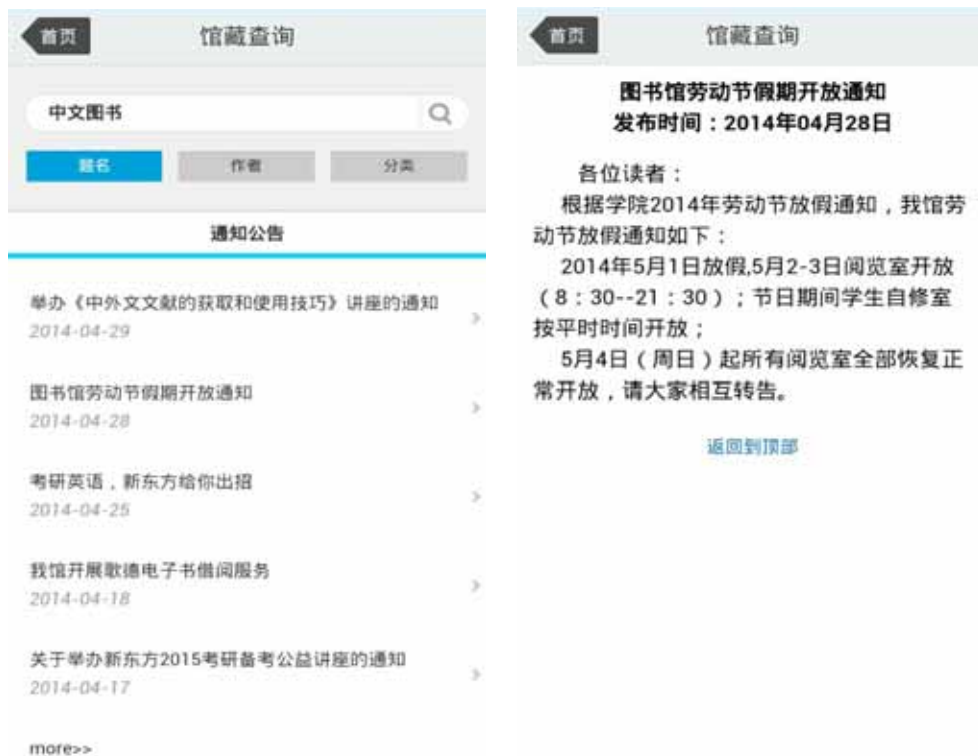 首页
馆藏查询
中文图书
题名
作者
分类
通知公告
举办《中外文文献的获取和使用技巧》讲座的通知
2014-04-29
图书馆劳动节假期开放通知
2014-04-28
考研英语，新东方给你出招
2014-04-25
我馆开展歌德电子书借阅服务
2014-04-18
关于举办新东方2015考研备考公益讲座的通知
2014-04-17
more>>
首页
馆藏查询
图书馆劳动节假期开放通知
发布时间：2014年04月28日
各位读者：
根据学院2014年劳动节放假通知，我馆劳
动节放假通知如下：
2014年5月1日放假,5月2-3日阅览室开放
（8：30--21：30）；节日期间学生自修室
按平时时间开放；
5月4日（周日）起所有阅览室全部恢复正
常开放，请大家相互转告。
返回到顶部